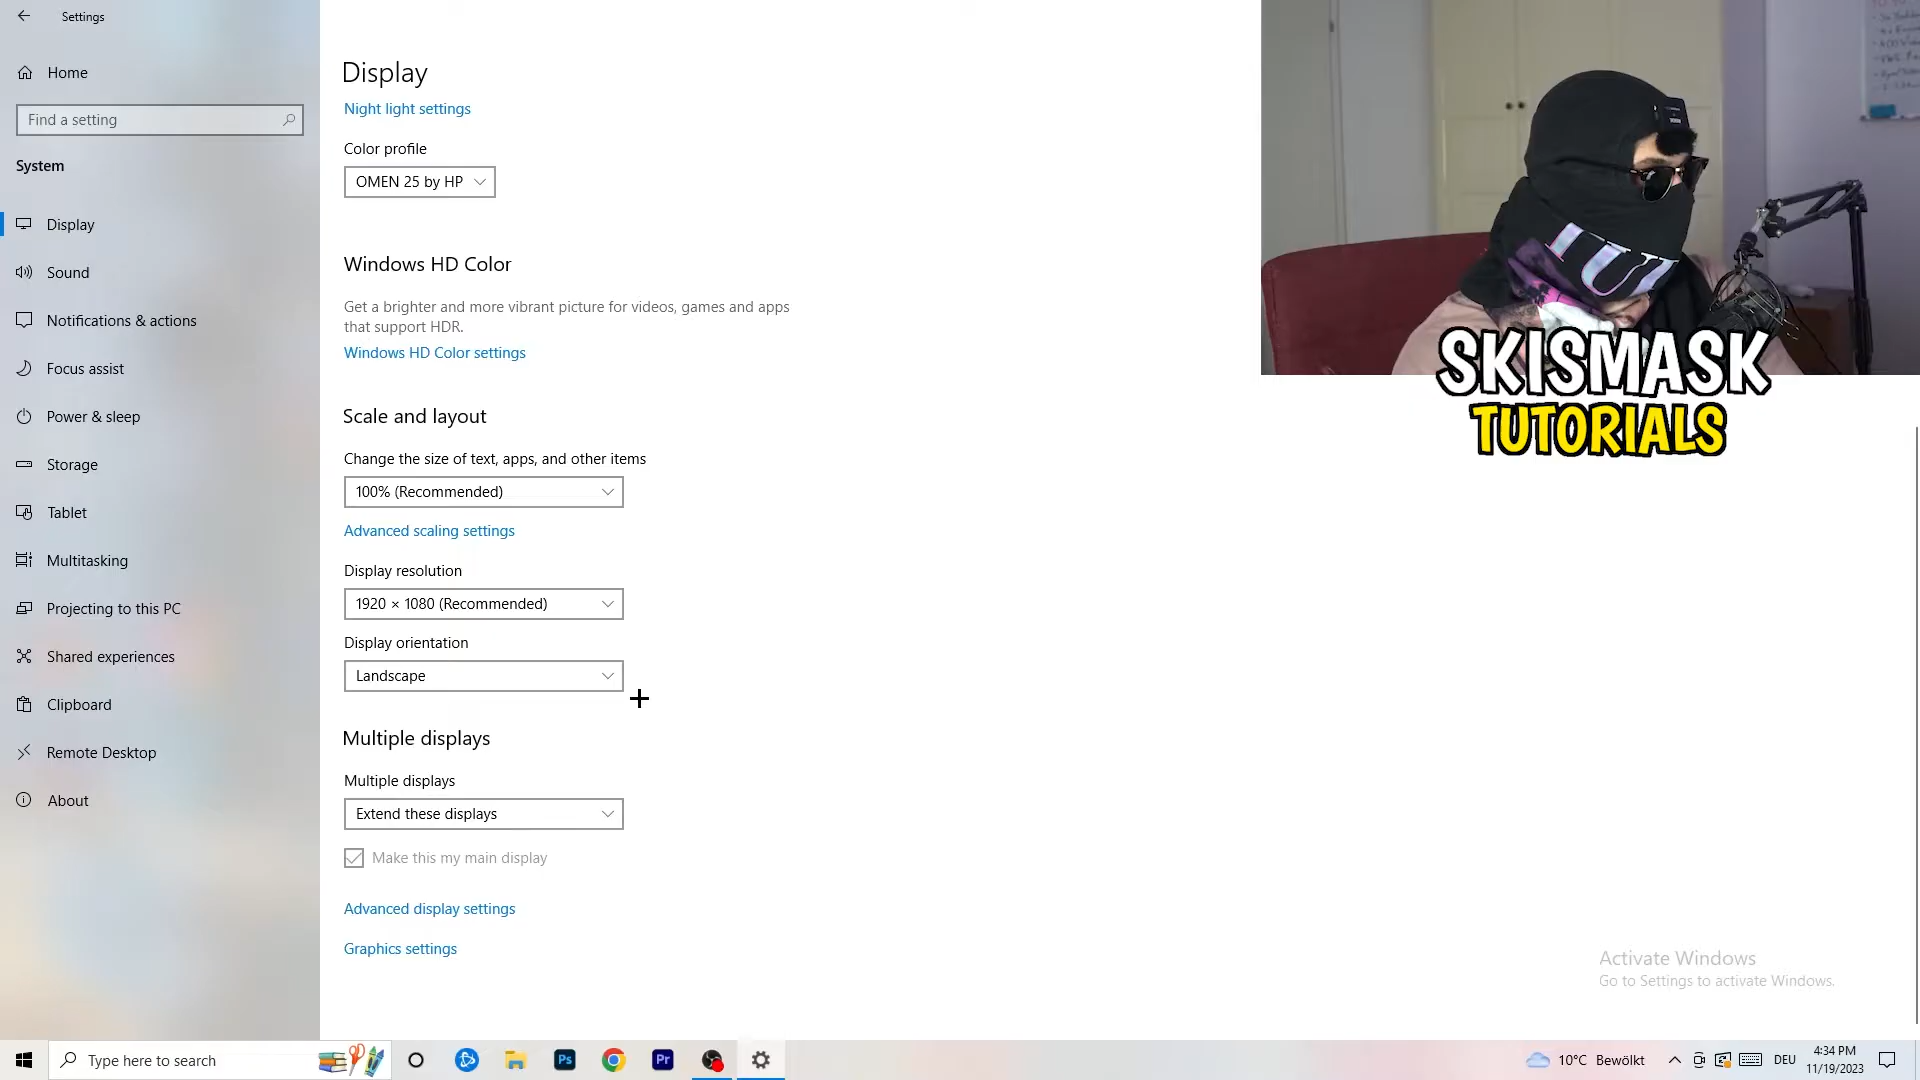 Settings
Home
Find a setting
System
Display
Sound
Notifications & actions
Focus assist
Power & sleep
Storage
Tablet
Multitasking
Projecting to this PC
Shared experiences
Clipboard
Remote Desktop
About
Display
Night light settings
Color profile
OMEN 25 by HP
Windows HD Color
Get a brighter and more vibrant picture for videos, games and apps
that support HDR.
Windows HD Color settings
Scale and layout
Change the size of text, apps, and other items
100% (Recommended)
Advanced scaling settings
Display resolution
1920 × 1080 (Recommended)
Display orientation
Landscape
Multiple displays
Multiple displays
Extend these displays
Make this my main display
Advanced display settings
Graphics settings
SKISMASK
TUTORIALS
Activate Windows
Go to Settings to activate Windows.
Type here to search
Ps
Pr
10°C Bewölkt
DEU
4:34 PM
11/19/2023